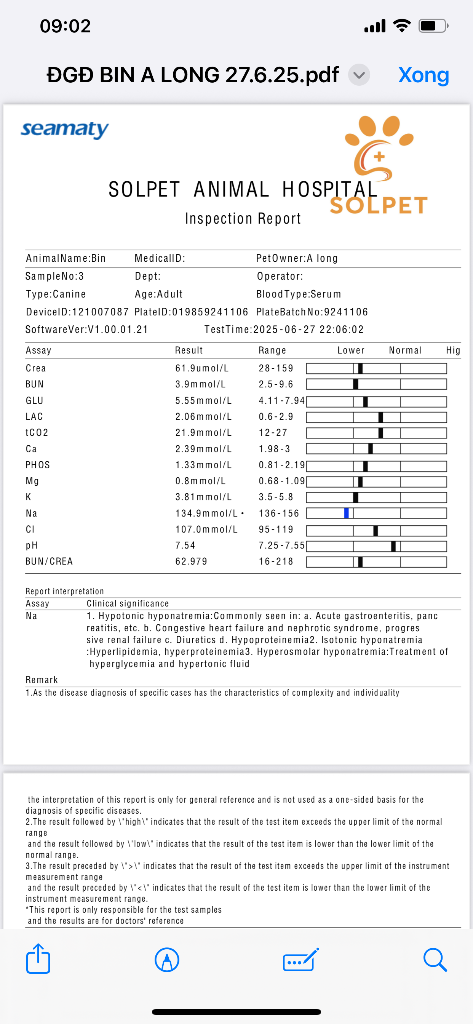 09:02
ĐGĐ BIN A LONG 27.6.25.pdf
Xong
seamaty
SOLPET ANIMAL HOSPITAL
SOLPET
Inspection Report
AnimalName:Bin MedicalID: PetOwner:A long
SampleNo:3 Dept: Operator:
Type:Canine Age:Adult BloodType:Serum
DeviceID:121007087 PlateID:019859241106 PlateBatchNo:9241106
SoftwareVer:V1.00.01.21 TestTime:2025-06-27 22:06:02
Assay Result Range Lower Normal Hig
Crea 61.9umol/L 28-159
BUN 3.9mmol/L 2.5-9.6
GLU 5.55mmol/L 4.11-7.94
LAC 2.06mmol/L 0.6-2.9
tCO2 21.9mmol/L 12-27
Ca 2.39mmol/L 1.98-3
PHOS 1.33mmol/L 0.81-2.19
Mg 0.8mmol/L 0.68-1.09
K 3.81mmol/L 3.5-5.8
Na 134.9mmol/L• 136-156
Cl 107.0mmol/L 95-119
pH 7.54 7.25-7.55
BUN/CREA 62.979 16-218
Report interpretation
Assay Clinical significance
Na 1. Hypotonic hyponatremia:Commonly seen in: a. Acute gastroenteritis, panc
reatitis, etc. b. Congestive heart failure and nephrotic syndrome, progres
sive renal failure c. Diuretics d. Hypoproteinemia2. Isotonic hyponatremia
:Hyperlipidemia, hyperproteinemia3. Hyperosmolar hyponatremia:Treatment of
hyperglycemia and hypertonic fluid
Remark
1.As the disease diagnosis of specific cases has the characteristics of complexity and individuality
the interpretation of this report is only for general reference and is not used as a one-sided basis for the
diagnosis of specific diseases.
2.The result followed by \"high\" indicates that the result of the test item exceeds the upper limit of the normal
range
and the result followed by \"low\" indicates that the result of the test item is lower than the lower limit of the
normal range.
3.The result preceded by \">\" indicates that the result of the test item exceeds the upper limit of the instrument
measurement range
and the result preceded by \"<\" indicates that the result of the test item is lower than the lower limit of the
instrument measurement range.
*This report is only responsible for the test samples
and the results are for doctors' reference